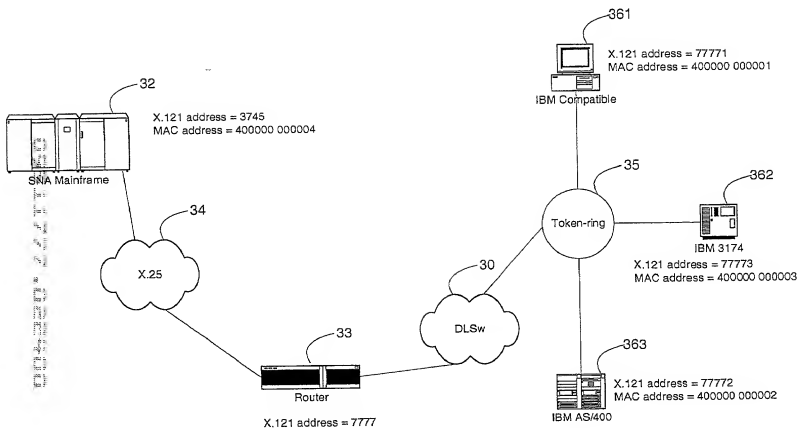 361
X.121 address = 77771
MAC address = 400000 000001
IBM Compatible
32
X.121 address = 3745
MAC address = 400000 000004
SNA Mainframe
35
Token-ring
362
IBM 3174
X.121 address = 77773
MAC address = 400000 000003
34
X.25
30
DLSw
33
Router
X.121 address = 7777
363
X.121 address = 77772
MAC address = 400000 000002
IBM AS/400